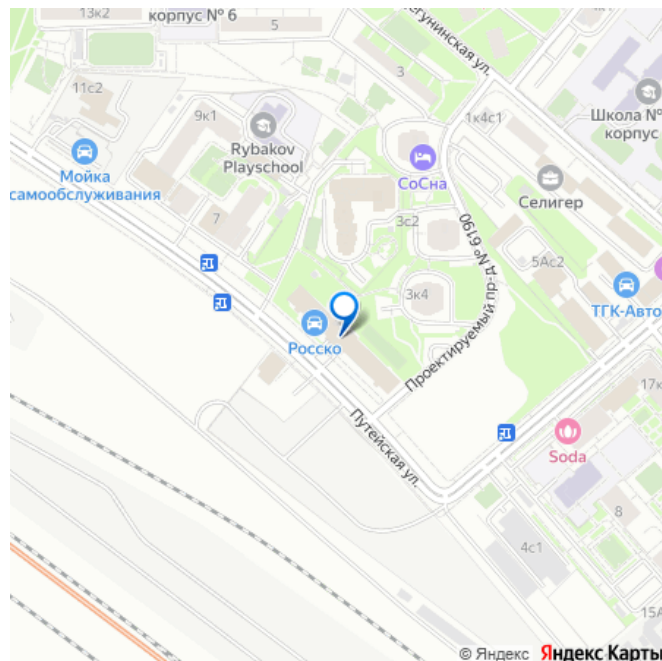 13к2
корпус № 6
5
11с2
9к1
3
гунинская ул.
Rybakov
Playschool
Мойка
самообслуживания
1к4с1
Школа №
корпус
СоСна
Селигер
7
3с2
Проектируемый пр-д № 6190
5Ас2
3к4
ТГК-Авто
Росско
Путейская ул.
17к
Soda
8
4с1
15А
© Яндекс Яндекс Карты